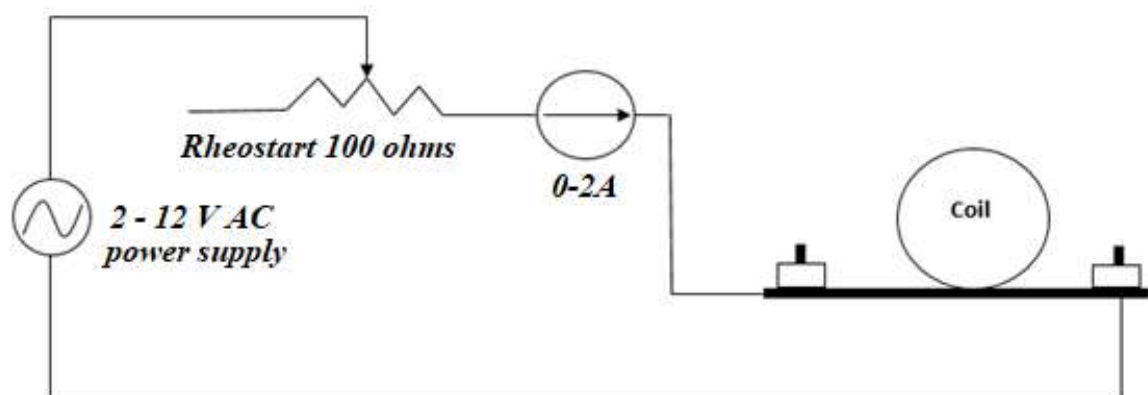 Rheostart 100 ohms
0-2A
Coil
2 - 12 V AC
power supply